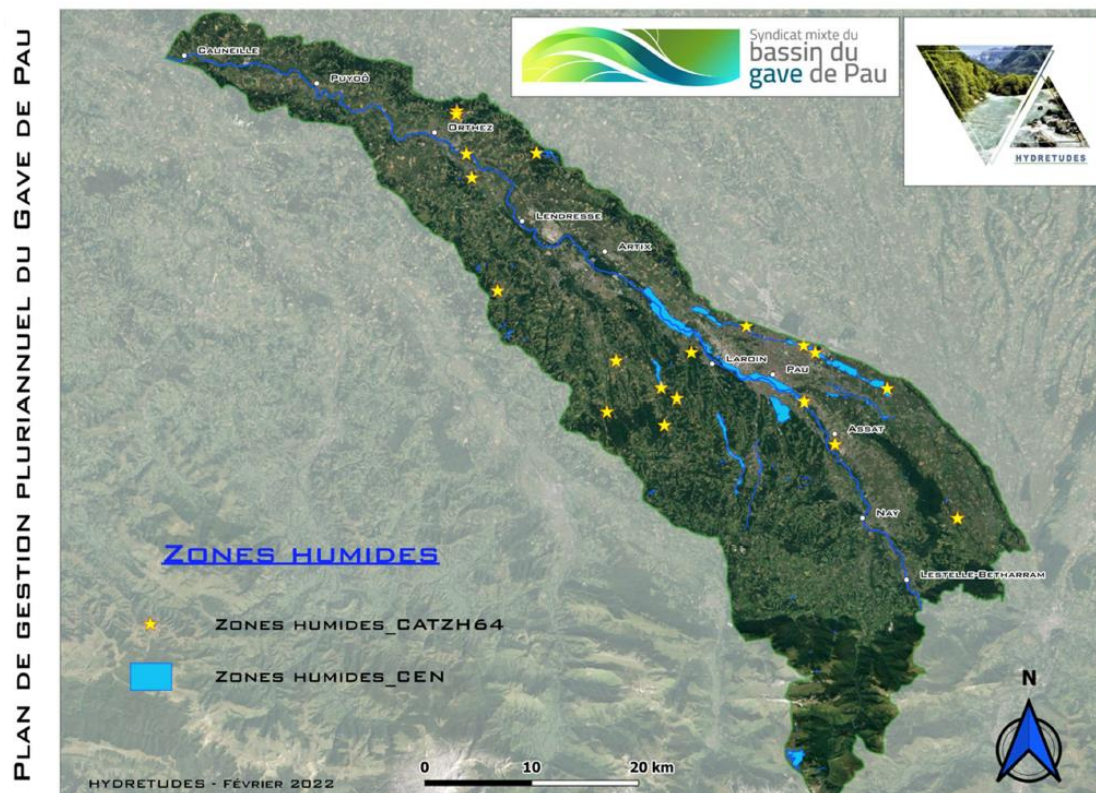 PLAN DE GESTION PLURIANNUEL DU GAVE DE PAU
Syndicat mixte du
bassin du
gave de Pau
HYDRETUDES
CAUNEILLE
PUYOÔ
ORTHEZ
LENDRESSE
ARTIX
LAROIN
PAU
ASSAT
NAY
LESTELLE-BETHARRAM
ZONES HUMIDES
ZONES HUMIDES_CATZH64
ZONES HUMIDES_CEN
N
0 10 20 km
HYDRETUDES - FÉVRIER 2022